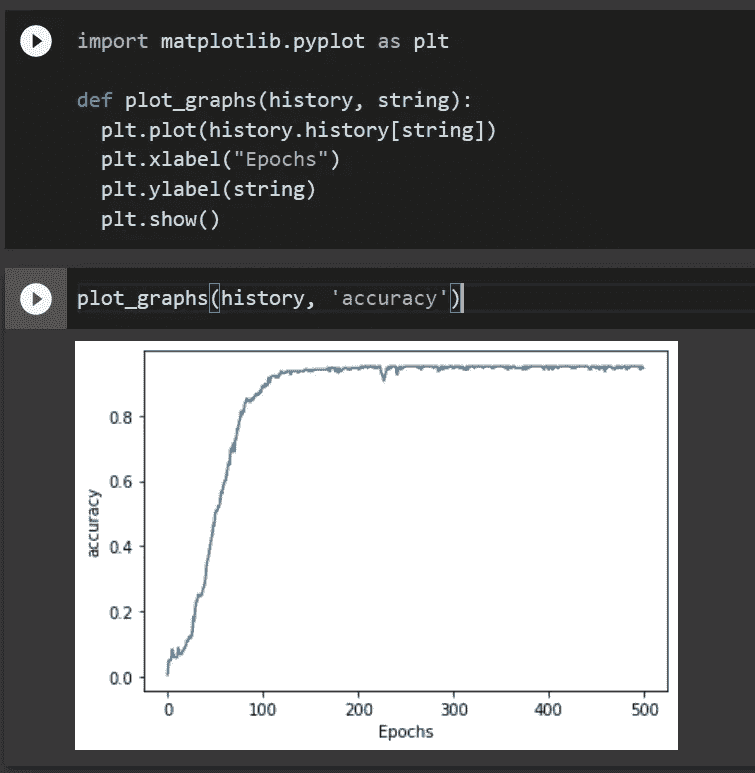 import matplotlib.pyplot as plt
def plot_graphs(history, string):
  plt.plot(history.history[string])
  plt.xlabel("Epochs")
  plt.ylabel(string)
  plt.show()
plot_graphs(history, 'accuracy')
accuracy
0.8
0.6
0.4
0.2
0.0
0 100 200 300 400 500
Epochs